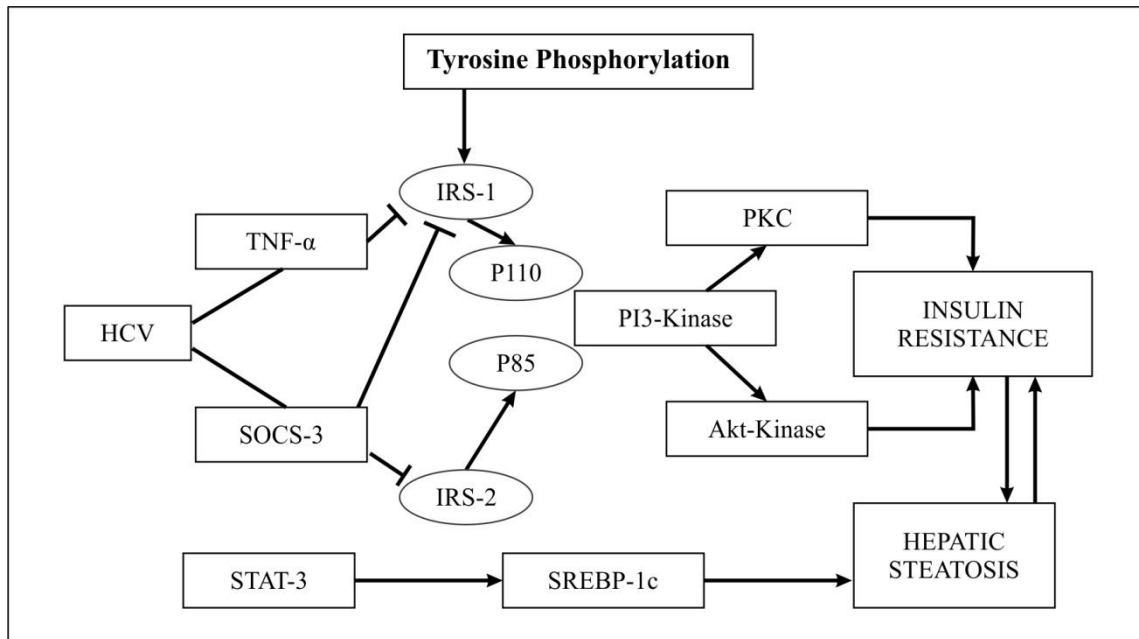 Tyrosine Phosphorylation
IRS-1
TNF-α
PKC
P110
HCV
PI3-Kinase
INSULIN
RESISTANCE
P85
SOCS-3
Akt-Kinase
IRS-2
STAT-3
SREBP-1c
HEPATIC
STEATOSIS